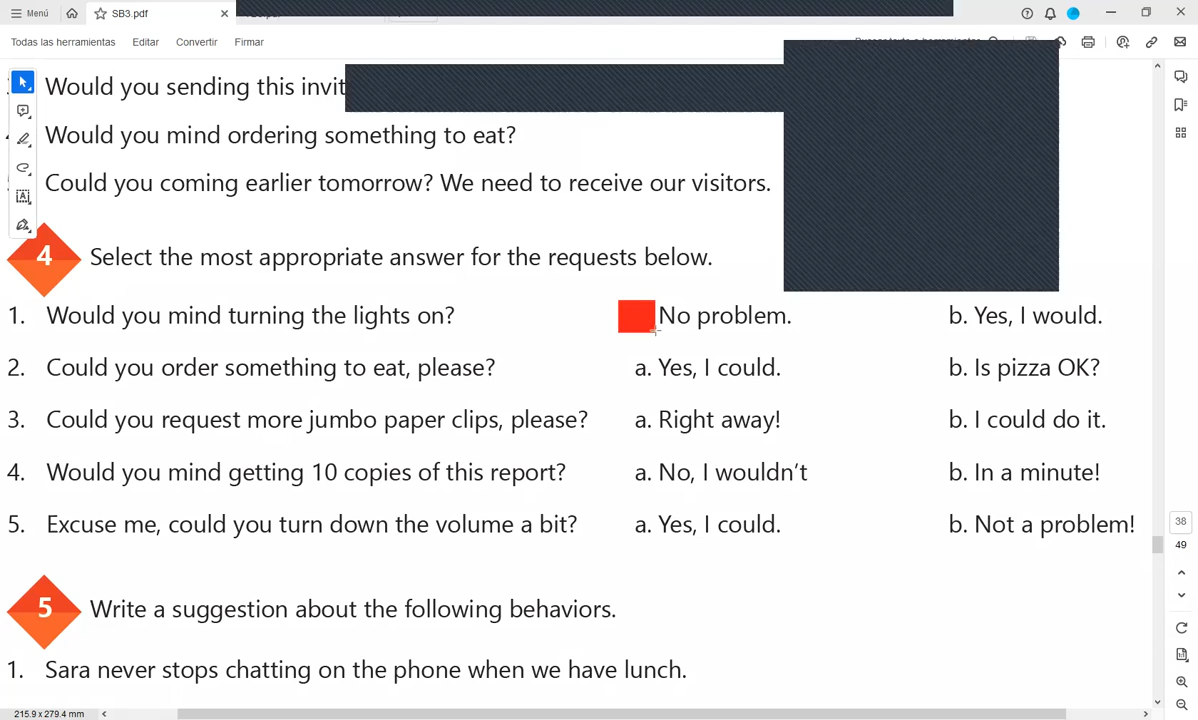 Menú SB3.pdf
Todas las herramientas Editar Convertir Firmar
Would you sending this invit
Would you mind ordering something to eat?
Could you coming earlier tomorrow? We need to receive our visitors.
4 Select the most appropriate answer for the requests below.
1. Would you mind turning the lights on? No problem. b. Yes, I would.
2. Could you order something to eat, please? a. Yes, I could. b. Is pizza OK?
3. Could you request more jumbo paper clips, please? a. Right away! b. I could do it.
4. Would you mind getting 10 copies of this report? a. No, I wouldn't b. In a minute!
5. Excuse me, could you turn down the volume a bit? a. Yes, I could. b. Not a problem!
38
49
5 Write a suggestion about the following behaviors.
1. Sara never stops chatting on the phone when we have lunch.
215.9 x 279.4 mm